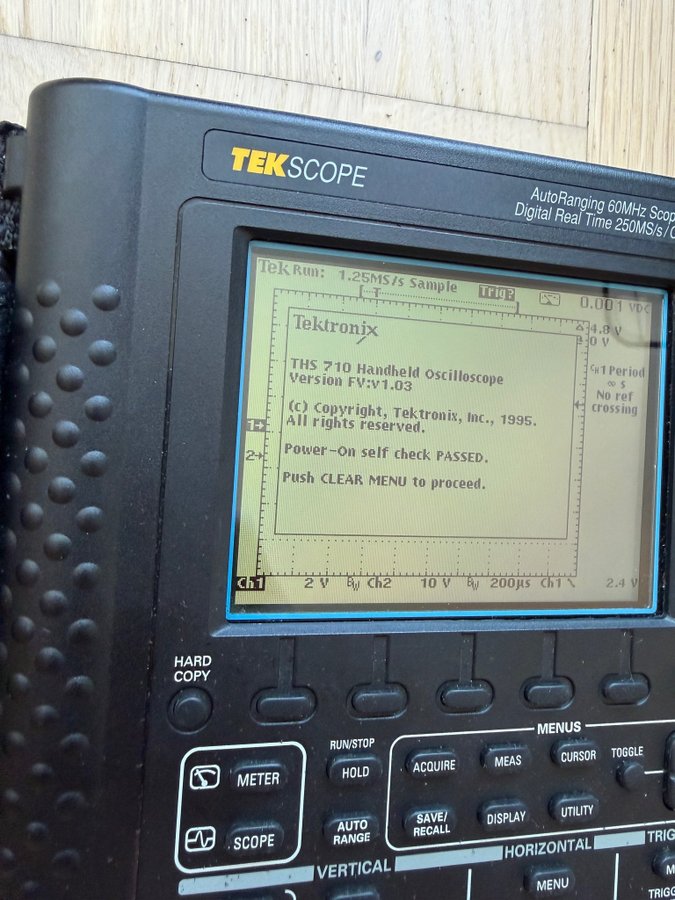 TEKSCOPE
AutoRanging 60MHz
Digital Real Time 250MS/s/
Tek Run: 1.25MS/s Sample Trig?
0.001 VDC
T
Δ:4.8 V
0 V
Tektronix
THS 710 Handheld Oscilloscope
Version FV:v1.03
(c) Copyright, Tektronix, Inc., 1995.
All rights reserved.
Power-On self check PASSED.
Push CLEAR MENU to proceed.
Ch1 Period
∞ s
No ref
crossing
1→
2→
Ch1 2 V BW Ch2 10 V BW 200µs Ch1 \ 2.4 V
HARD
COPY
METER
SCOPE
RUN/STOP
HOLD
AUTO
RANGE
MENUS
ACQUIRE
MEAS
CURSOR
TOGGLE
SAVE/
RECALL
DISPLAY
UTILITY
VERTICAL
HORIZONTAL
MENU